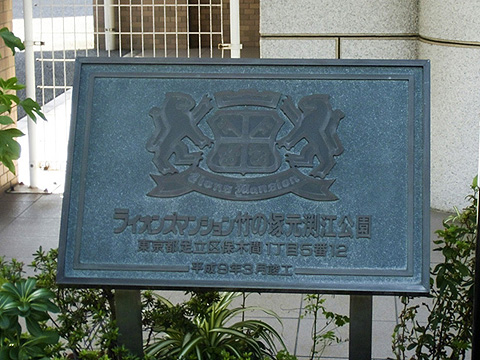 Lions Mansion
ライオンズマンション竹の塚元渕江公園
東京都足立区保木間1丁目5番12
平成9年3月竣工